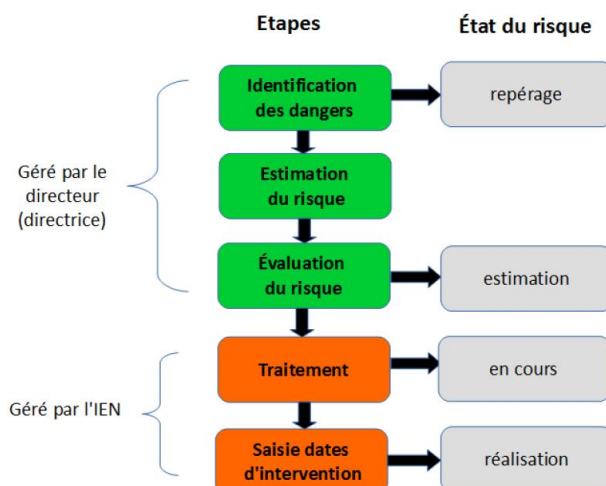 Etapes
État du risque
Identification
des dangers
repérage
Géré par le
directeur
(directrice)
Estimation
du risque
Évaluation
du risque
estimation
Traitement
en cours
Géré par l'IEN
Saisie dates
d'intervention
réalisation